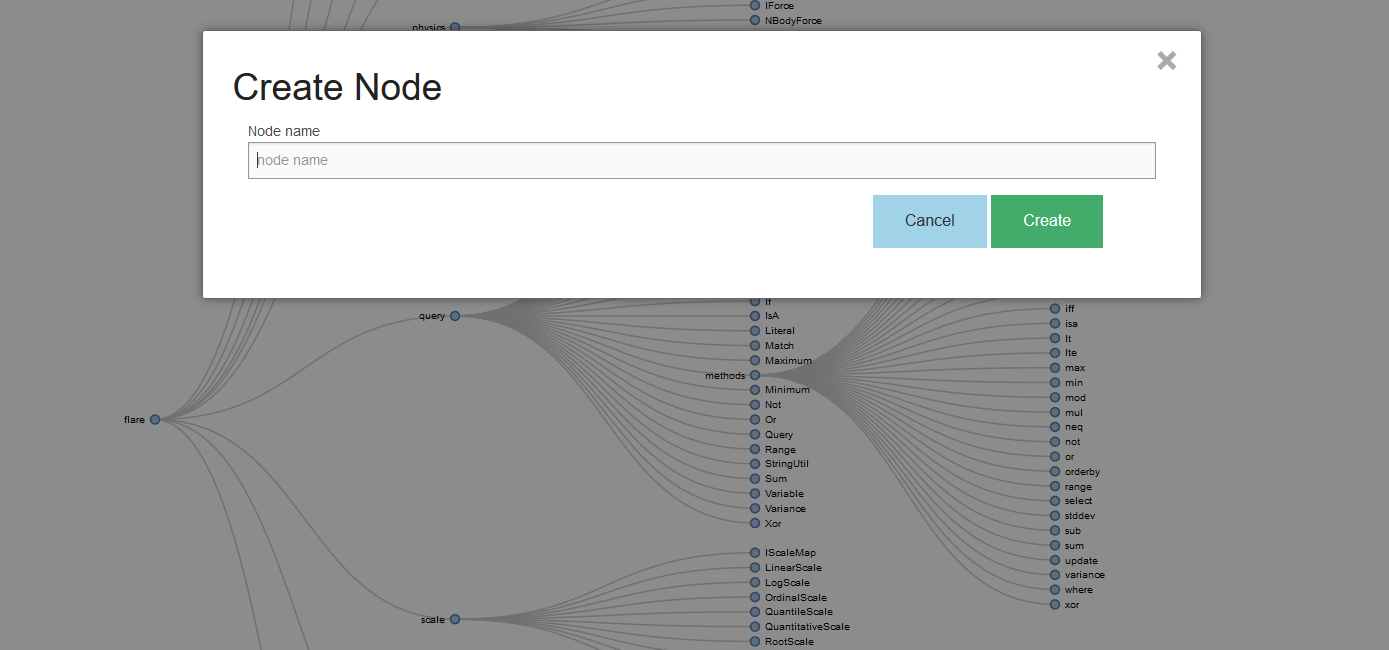 IForce
physics
NBodyForce
×
Create Node
Node name
node name
Cancel
Create
If
query
IsA
Literal
Match
Maximum
methods
Minimum
Not
Or
Query
Range
StringUtil
Sum
Variable
Variance
Xor
iff
isa
lt
lte
max
min
mod
mul
neq
not
or
orderby
range
select
stddev
sub
sum
update
variance
where
xor
flare
scale
IScaleMap
LinearScale
LogScale
OrdinalScale
QuantileScale
QuantitativeScale
RootScale